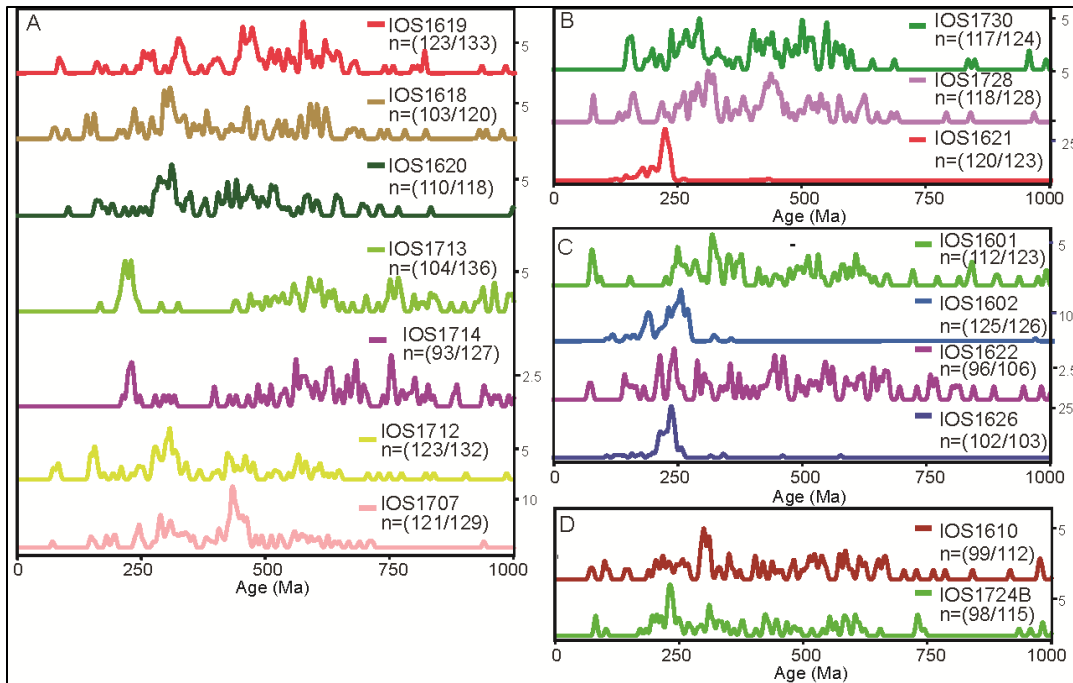 A
IOS1619
n=(123/133)
5
IOS1618
n=(103/120)
5
IOS1620
n=(110/118)
5
IOS1713
n=(104/136)
5
IOS1714
n=(93/127)
2.5
IOS1712
n=(123/132)
5
IOS1707
n=(121/129)
10
0 250 500 750 1000
Age (Ma)
B
IOS1730
n=(117/124)
5
IOS1728
n=(118/128)
5
IOS1621
n=(120/123)
25
0 250 500 750 1000
Age (Ma)
C
IOS1601
n=(112/123)
5
IOS1602
n=(125/126)
10
IOS1622
n=(96/106)
2.5
IOS1626
n=(102/103)
25
0 250 500 750 1000
Age (Ma)
D
IOS1610
n=(99/112)
5
IOS1724B
n=(98/115)
5
0 250 500 750 1000
Age (Ma)